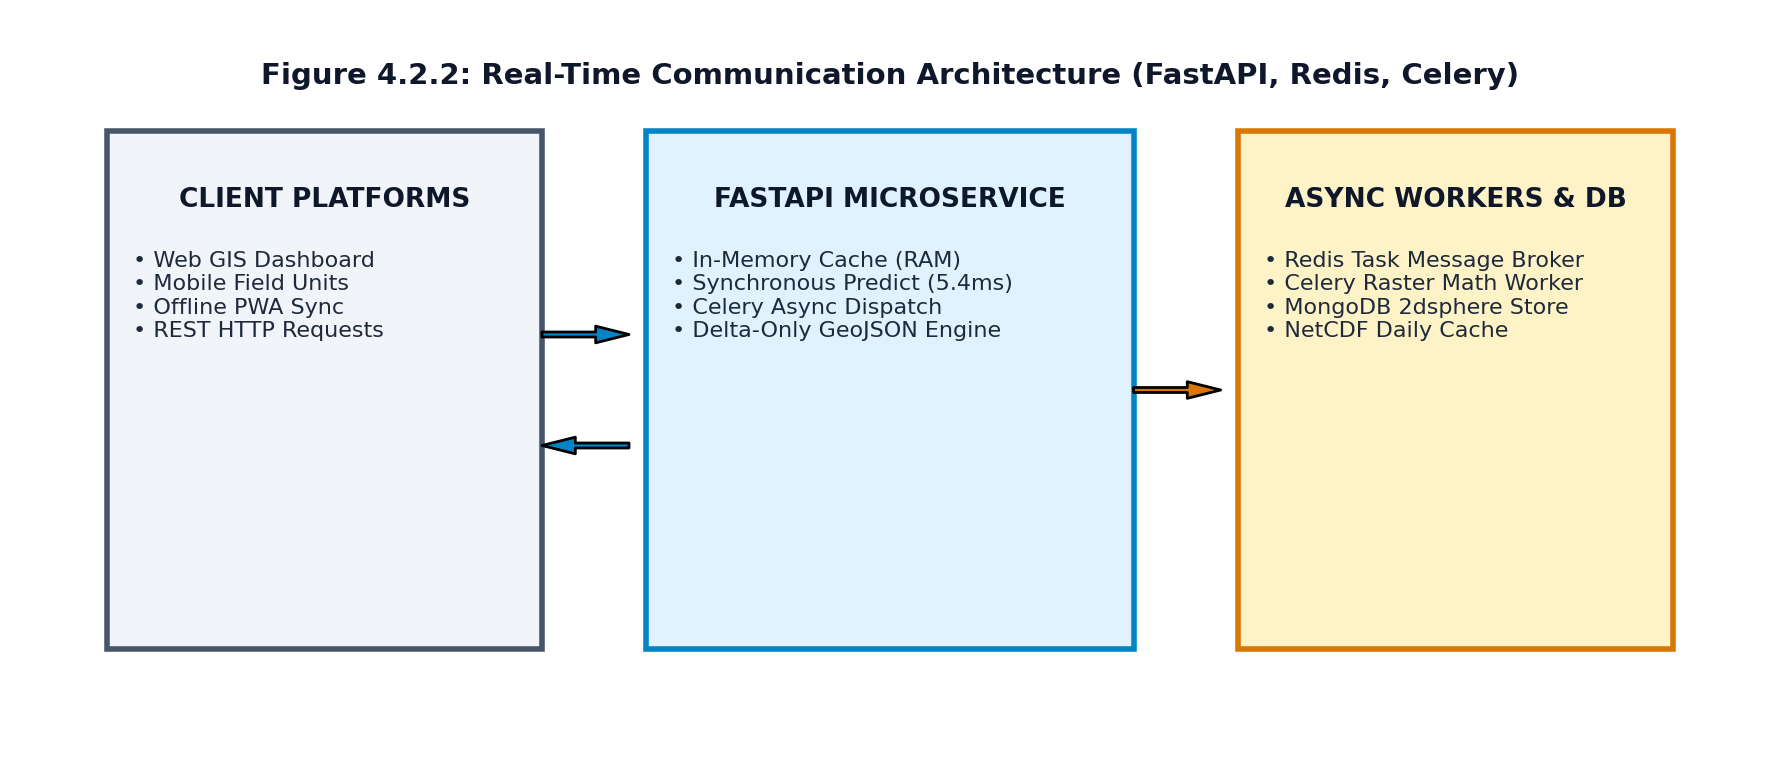 Figure 4.2.2: Real-Time Communication Architecture (FastAPI, Redis, Celery)
CLIENT PLATFORMS
• Web GIS Dashboard
• Mobile Field Units
• Offline PWA Sync
• REST HTTP Requests
FASTAPI MICROSERVICE
• In-Memory Cache (RAM)
• Synchronous Predict (5.4ms)
• Celery Async Dispatch
• Delta-Only GeoJSON Engine
ASYNC WORKERS & DB
• Redis Task Message Broker
• Celery Raster Math Worker
• MongoDB 2dsphere Store
• NetCDF Daily Cache